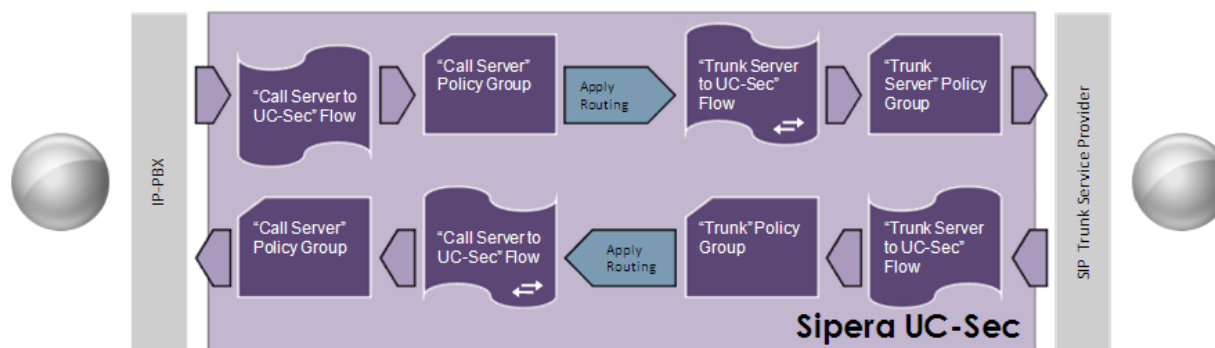 IP-PBX
“Call Server to
UC-Sec” Flow
“Call Server”
Policy Group
Apply
Routing
“Trunk Server
to UC-Sec”
Flow
“Trunk
Server” Policy
Group
“Call Server”
Policy Group
“Call Server to
UC-Sec” Flow
Apply
Routing
“Trunk” Policy
Group
“Trunk Server
to UC-Sec”
Flow
SIP Trunk Service Provider
Sipera UC-Sec